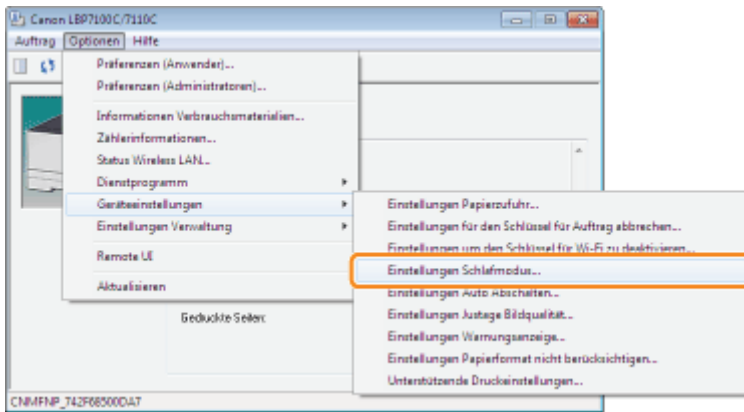 Canon LBP7100C/7110C
Auftrag Optionen Hilfe
Präferenzen (Anwender)...
Präferenzen (Administratoren)...
Informationen Verbrauchsmaterialien...
Zählerinformationen...
Status Wireless LAN...
Dienstprogramm
Geräteeinstellungen
Einstellungen Verwaltung
Remote UI
Aktualisieren
Einstellungen Papierzufuhr...
Einstellungen für den Schlüssel für Auftrag abbrechen...
Einstellungen um den Schlüssel für Wi-Fi zu deaktivieren...
Einstellungen Schlafmodus...
Einstellungen Auto Abschalten...
Einstellungen Justage Bildqualität...
Einstellungen Warnungsanzeige...
Einstellungen Papierformat nicht berücksichtigen...
Unterstützende Druckeinstellungen...
Geduckte Seiten:
CNMFNP_742F68500DA7